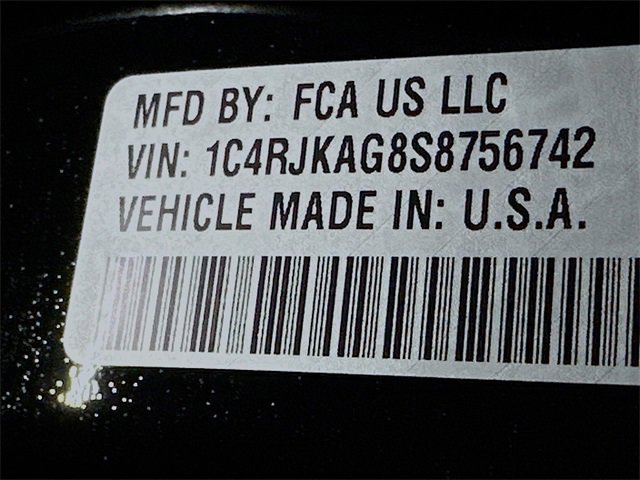 MFD BY: FCA US LLC
VIN: 1C4RJKAG8S8756742
VEHICLE MADE IN: U.S.A.